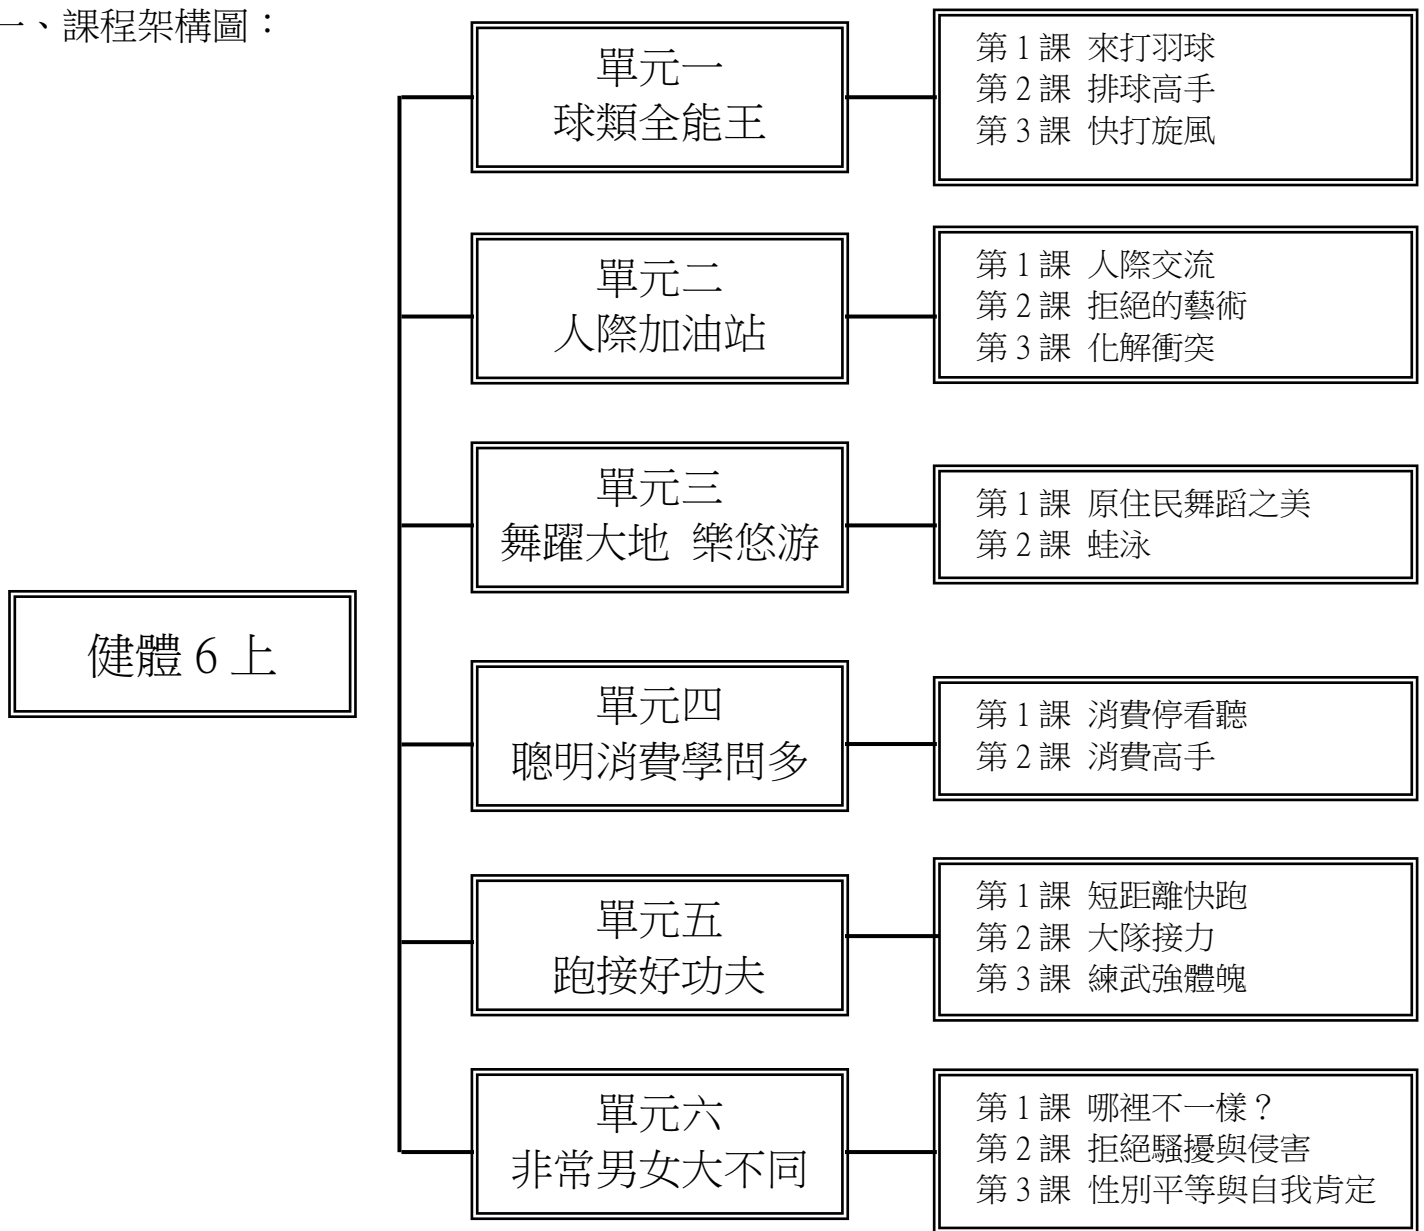 一、課程架構圖：
單元一
球類全能王
第 1 課 來打羽球
第 2 課 排球高手
第 3 課 快打旋風
單元二
人際加油站
第 1 課 人際交流
第 2 課 拒絕的藝術
第 3 課 化解衝突
單元三
舞躍大地 樂悠游
第 1 課 原住民舞蹈之美
第 2 課 蛙泳
健體 6 上
單元四
聰明消費學問多
第 1 課 消費停看聽
第 2 課 消費高手
單元五
跑接好功夫
第 1 課 短距離快跑
第 2 課 大隊接力
第 3 課 練武強體魄
單元六
非常男女大不同
第 1 課 哪裡不一樣？
第 2 課 拒絕騷擾與侵害
第 3 課 性別平等與自我肯定